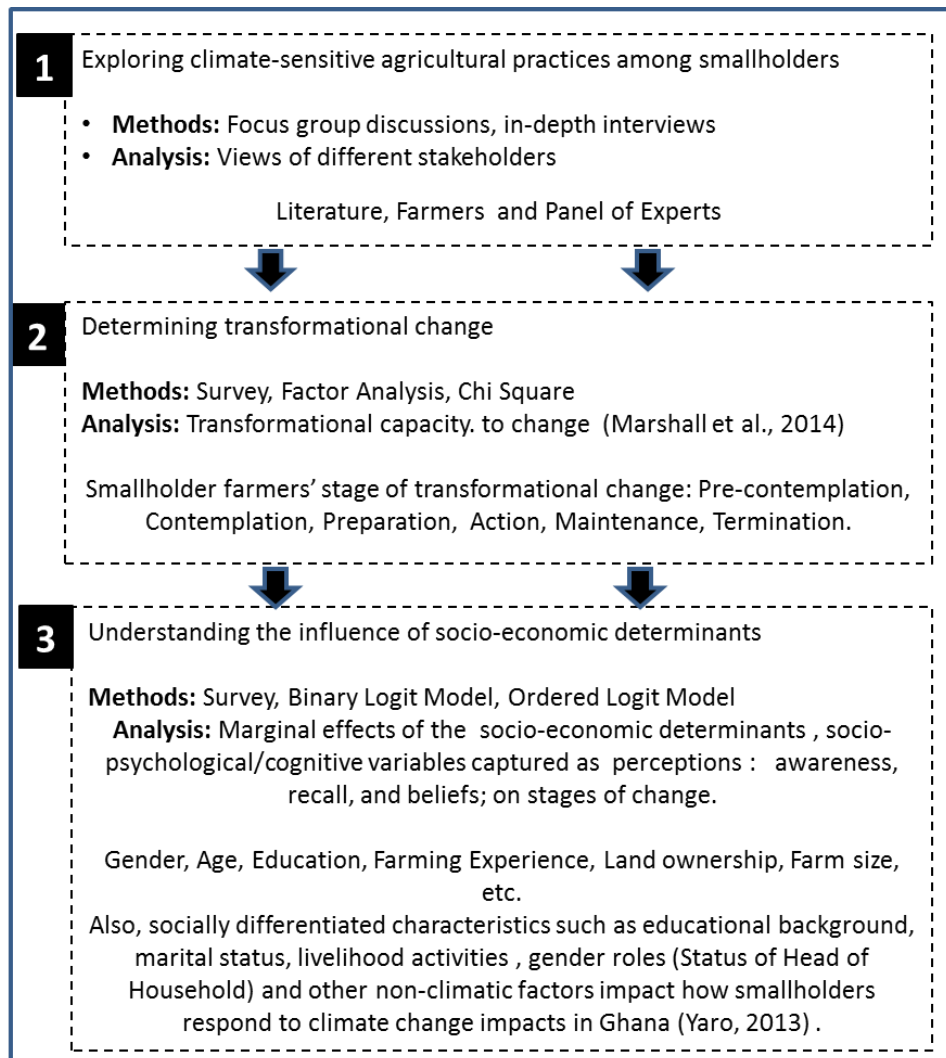 1
Exploring climate-sensitive agricultural practices among smallholders
• Methods: Focus group discussions, in-depth interviews
• Analysis: Views of different stakeholders
Literature, Farmers and Panel of Experts
2
Determining transformational change
Methods: Survey, Factor Analysis, Chi Square
Analysis: Transformational capacity. to change (Marshall et al., 2014)
Smallholder farmers’ stage of transformational change: Pre-contemplation,
Contemplation, Preparation, Action, Maintenance, Termination.
3
Understanding the influence of socio-economic determinants
Methods: Survey, Binary Logit Model, Ordered Logit Model
Analysis: Marginal effects of the socio-economic determinants , socio-
psychological/cognitive variables captured as perceptions : awareness,
recall, and beliefs; on stages of change.
Gender, Age, Education, Farming Experience, Land ownership, Farm size,
etc.
Also, socially differentiated characteristics such as educational background,
marital status, livelihood activities , gender roles (Status of Head of
Household) and other non-climatic factors impact how smallholders
respond to climate change impacts in Ghana (Yaro, 2013) .